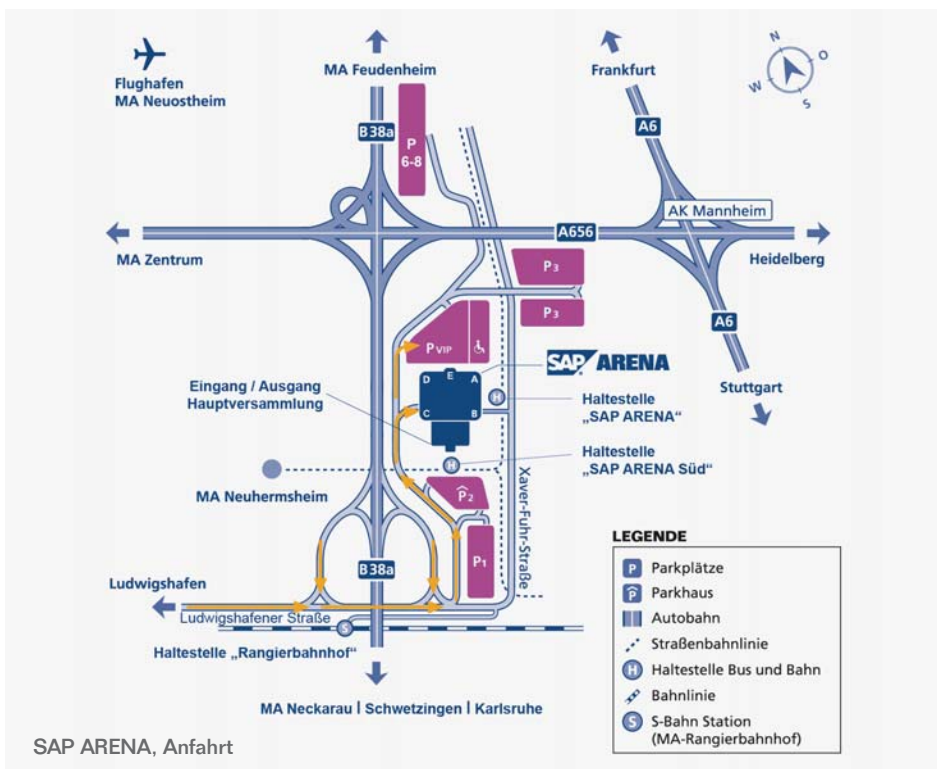 Flughafen
MA Neuostheim
MA Feudenheim
Frankfurt
N
O
W
S
B 38a
P
6-8
A6
AK Mannheim
A656
MA Zentrum
Heidelberg
P3
P3
A6
P VIP
SAP ARENA
Stuttgart
Eingang / Ausgang
Hauptversammlung
D
E
A
C
B
H
Haltestelle
„SAP ARENA“
Haltestelle
„SAP ARENA Süd“
H
MA Neuhermsheim
P2
Xaver-Fuhr-Straße
P1
B 38a
Ludwigshafen
Ludwigshafener Straße
S
Haltestelle „Rangierbahnhof“
MA Neckarau | Schwetzingen | Karlsruhe
LEGENDE
P Parkplätze
P Parkhaus
Autobahn
Straßenbahnlinie
H Haltestelle Bus und Bahn
Bahnlinie
S S-Bahn Station
(MA-Rangierbahnhof)
SAP ARENA, Anfahrt